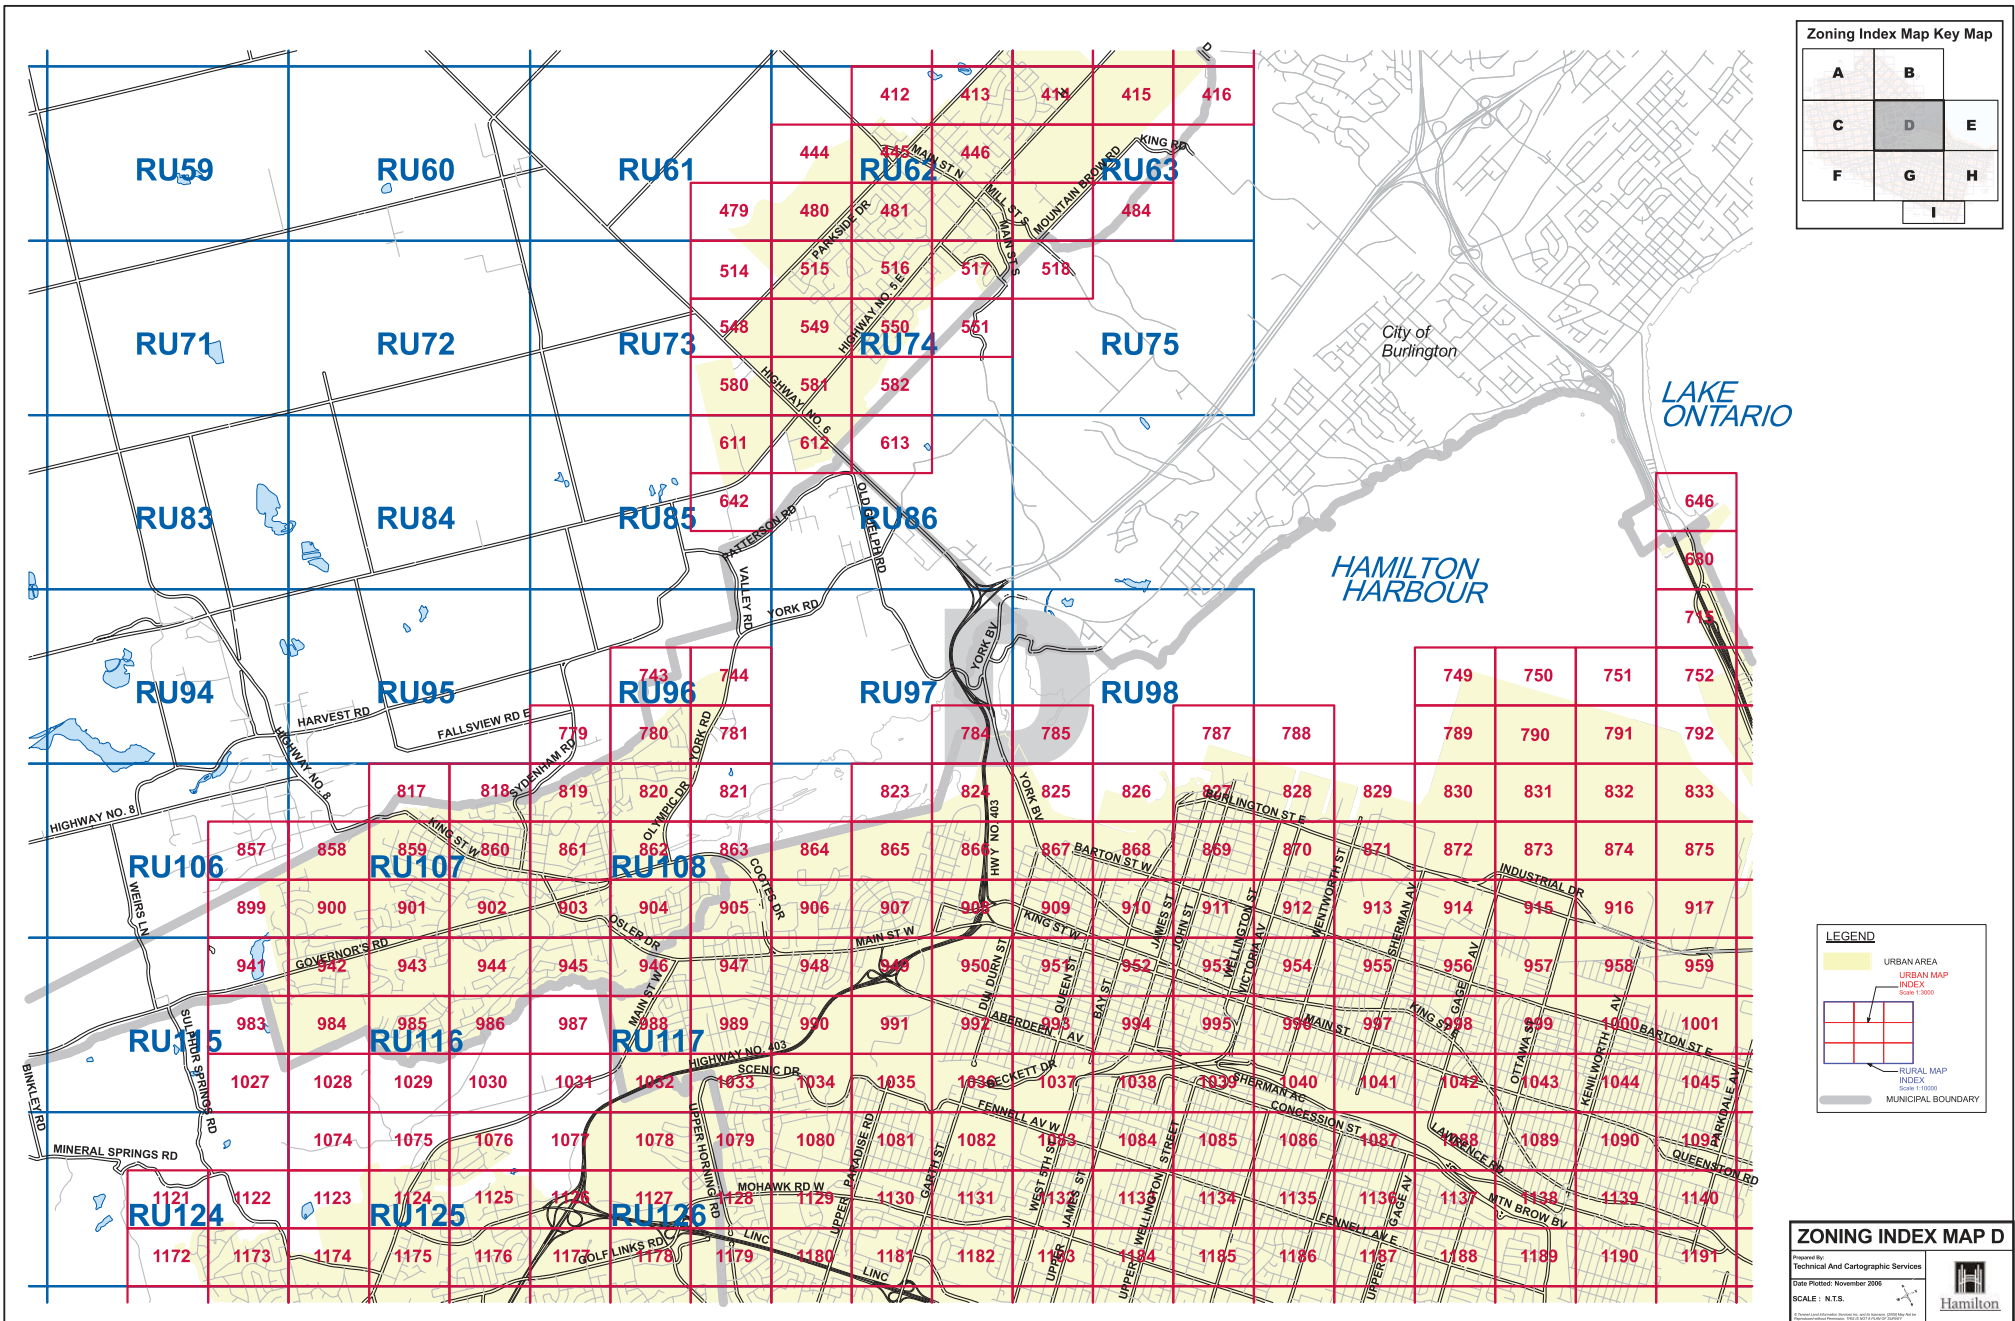 Zoning Index Map Key Map
A
B
C
D
E
F
G
H
I
D
412
413
414
415
416
KING RD
444
445
446
MAIN ST N
RU59
RU60
RU61
RU62
RU63
MILL ST S
MOUNTAIN BROW RD
479
480
481
484
PARKSIDE DR
MAIN ST S
514
515
516
517
518
HIGHWAY NO. 5 E
548
549
550
551
RU71
RU72
RU73
RU74
RU75
City of
Burlington
580
581
582
HIGHWAY NO. 6
LAKE
ONTARIO
611
612
613
642
646
RU83
RU84
RU85
RU86
PATTERSON RD
OLD GUELPH RD
680
HAMILTON
HARBOUR
VALLEY RD
YORK RD
715
D
YORK BV
743
744
749
750
751
752
RU94
RU95
RU96
RU97
RU98
HARVEST RD
FALLSVIEW RD E
HIGHWAY NO. 8
SYDENHAM RD
YORK RD
779
780
781
784
785
787
788
789
790
791
792
817
818
819
820
821
823
824
825
826
827
828
829
830
831
832
833
HIGHWAY NO. 8
OLYMPIC DR
HWY NO. 403
YORK BV
BURLINGTON ST E
KING ST W
857
858
859
860
861
862
863
864
865
866
867
868
869
870
871
872
873
874
875
RU106
RU107
RU108
COOTES DR
BARTON ST W
WENTWORTH ST
INDUSTRIAL DR
WEIRS LN
899
900
901
902
903
904
905
906
907
908
909
910
911
912
913
914
915
916
917
OSLER DR
KING ST W
JAMES ST
JOHN ST
WELLINGTON ST
VICTORIA AV
SHERMAN AV
GOVERNOR'S RD
MAIN ST W
941
942
943
944
945
946
947
948
949
950
951
952
953
954
955
956
957
958
959
MAIN ST W
DUNDURN ST
QUEEN ST
BAY ST
GAGE AV
983
984
985
986
987
988
989
990
991
992
993
994
995
996
997
998
999
1000
1001
RU115
RU116
RU117
SULPHUR SPRINGS RD
HIGHWAY NO. 403
ABERDEEN AV
MAIN ST
KING ST E
OTTAWA ST
KENILWORTH AV
BARTON ST E
BINKLEY RD
1027
1028
1029
1030
1031
1032
1033
1034
1035
1036
1037
1038
1039
1040
1041
1042
1043
1044
1045
SCENIC DR
BECKETT DR
SHERMAN AC
PARKDALE AV
MINERAL SPRINGS RD
1074
1075
1076
1077
1078
1079
1080
1081
1082
1083
1084
1085
1086
1087
1088
1089
1090
1091
UPPER HORNING RD
UPPER PARADISE RD
FENNELL AV W
CONCESSION ST
LAWRENCE RD
QUEENSTON RD
1121
1122
1123
1124
1125
1126
1127
1128
1129
1130
1131
1132
1133
1134
1135
1136
1137
1138
1139
1140
RU124
RU125
RU126
MOHAWK RD W
GARTH ST
WEST 5TH ST
UPPER JAMES ST
UPPER WELLINGTON STREET
UPPER GAGE AV
MTN BROW BV
FENNELL AV E
1172
1173
1174
1175
1176
1177
1178
1179
1180
1181
1182
1183
1184
1185
1186
1187
1188
1189
1190
1191
GOLF LINKS RD
LINC
LINC
LEGEND
URBAN AREA
URBAN MAP
INDEX
Scale 1:3000
RURAL MAP
INDEX
Scale 1:10000
MUNICIPAL BOUNDARY
ZONING INDEX MAP D
Prepared By:
Technical And Cartographic Services
Date Plotted: November 2006
SCALE : N.T.S.
Hamilton